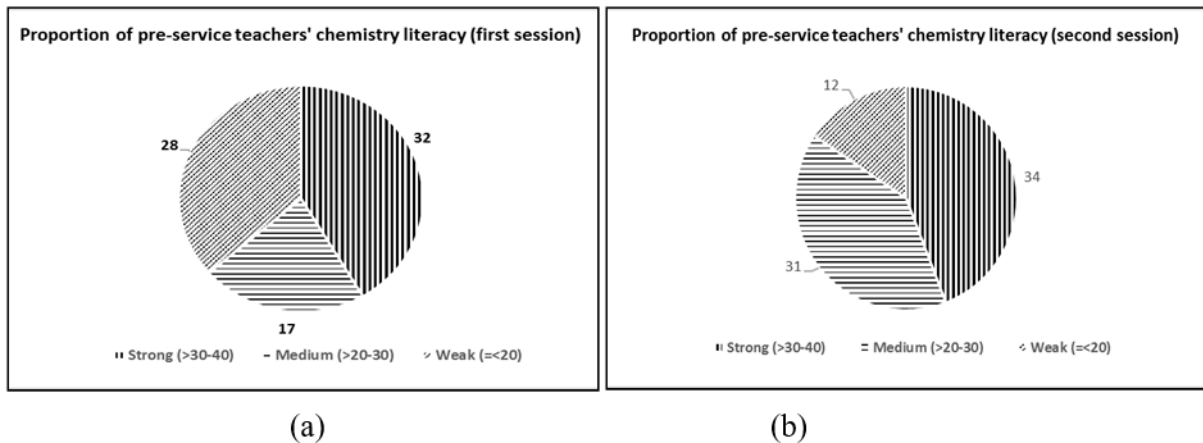 Proportion of pre-service teachers' chemistry literacy (first session)
32
28
17
Strong (>30-40) Medium (>20-30) Weak (=<20)
(a)
Proportion of pre-service teachers' chemistry literacy (second session)
12
34
31
Strong (>30-40) Medium (>20-30) Weak (=<20)
(b)